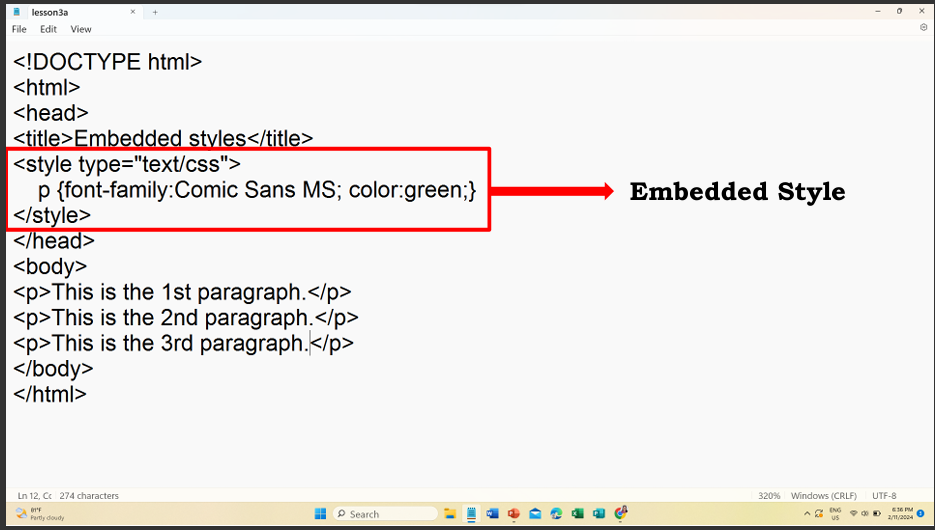 lesson3a
File Edit View
<!DOCTYPE html>
<html>
<head>
<title>Embedded styles</title>
<style type="text/css">
p {font-family:Comic Sans MS; color:green;}
</style>
Embedded Style
</head>
<body>
<p>This is the 1st paragraph.</p>
<p>This is the 2nd paragraph.</p>
<p>This is the 3rd paragraph.</p>
</body>
</html>
Ln 12, Cc 274 characters 320% Windows (CRLF) UTF-8
81°F
Partly cloudy
Search
ENG
US
6:36 PM
2/11/2024